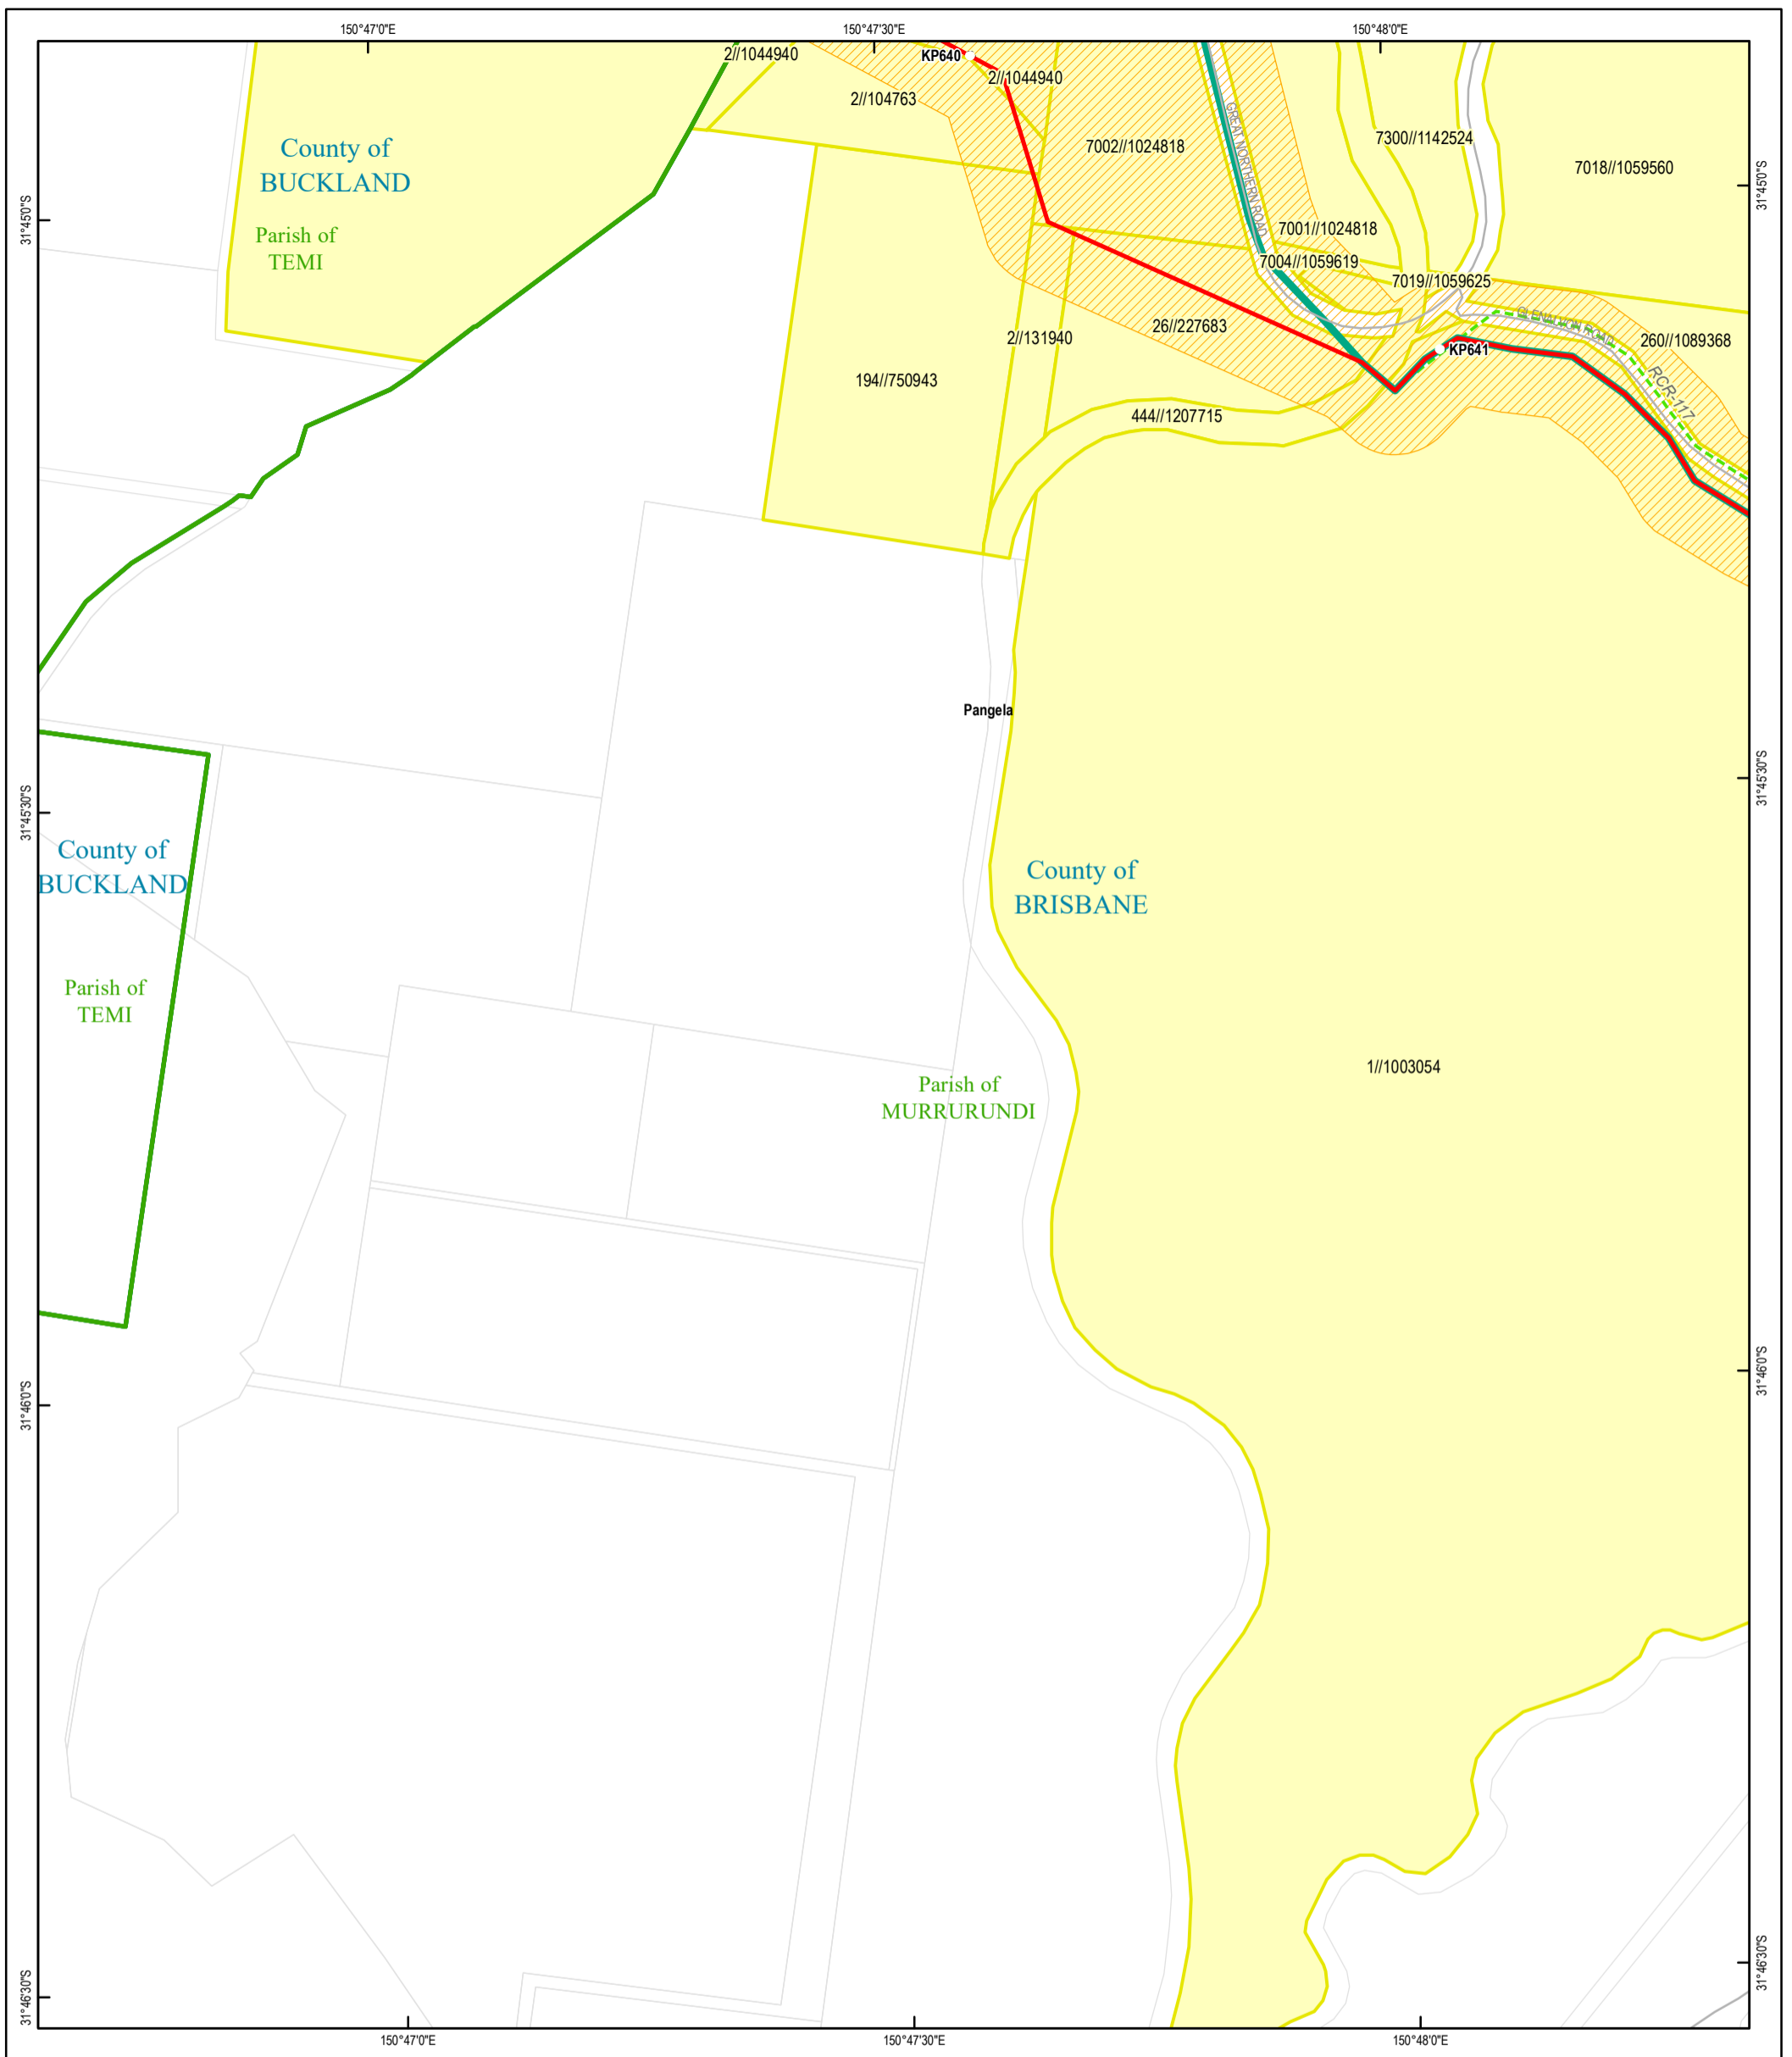 150°47'0"E
150°47'30"E
150°48'0"E
2//1044940
KP640
2//1044940
2//104763
7002//1024818
GREAT NORTHERN ROAD
7300//1142524
7018//1059560
County of
BUCKLAND
Parish of
TEMI
31°45'0"S
31°45'0"S
7001//1024818
7004//1059619
7019//1059625
GLENALVON ROAD
26//227683
2//131940
260//1089368
KP641
RCR-117
194//750943
444//1207715
Pangela
31°45'30"S
31°45'30"S
County of
BUCKLAND
County of
BRISBANE
Parish of
TEMI
1//1003054
Parish of
MURRURUNDI
31°46'0"S
31°46'0"S
31°46'30"S
31°46'30"S
150°47'0"E
150°47'30"E
150°48'0"E